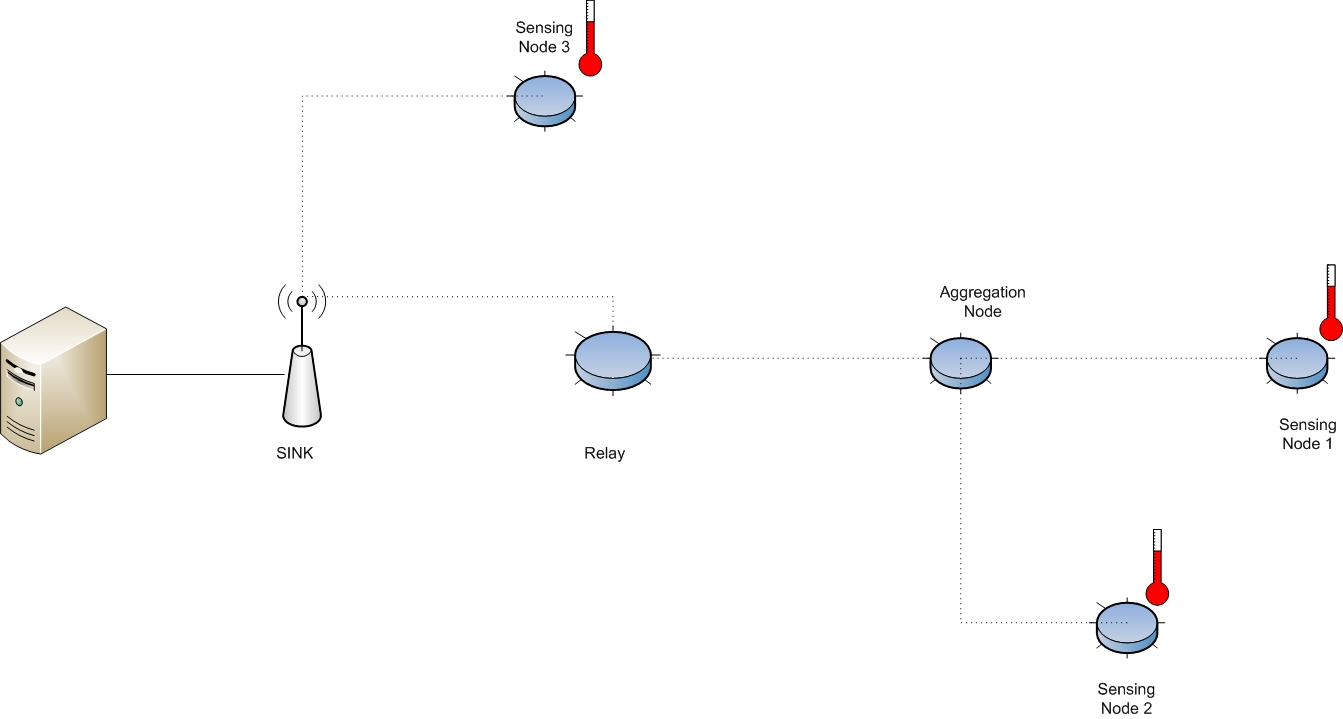 Sensing
Node 3
Aggregation
Node
SINK
Relay
Sensing
Node 1
Sensing
Node 2